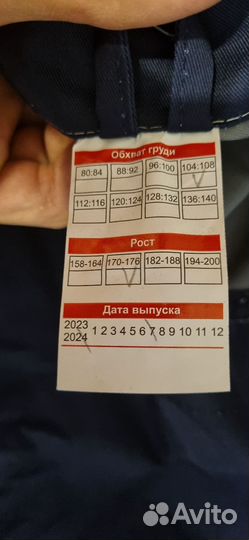 Обхват груди
80:84 88:92 96:100 104:108
112:116 120:124 128:132 136:140
Рост
158-164 170-176 182-188 194-200
Дата выпуска
2023 1 2 3 4 5 6 7 8 9 10 11 12
2024
Avito